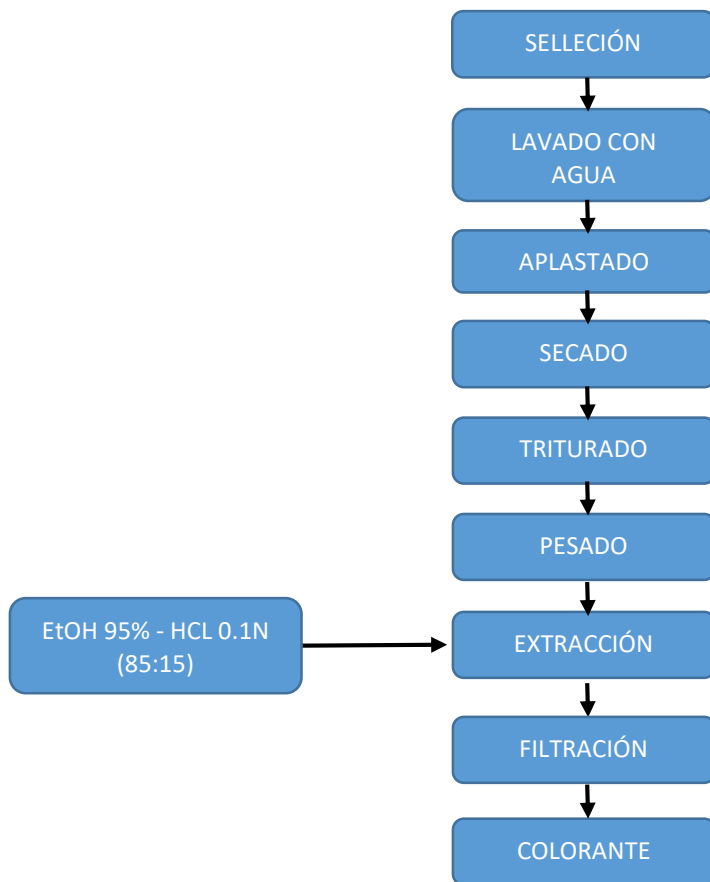 SELLECIÓN
LAVADO CON
AGUA
APLASTADO
SECADO
TRITURADO
PESADO
EtOH 95% - HCL 0.1N
(85:15)
EXTRACCIÓN
FILTRACIÓN
COLORANTE